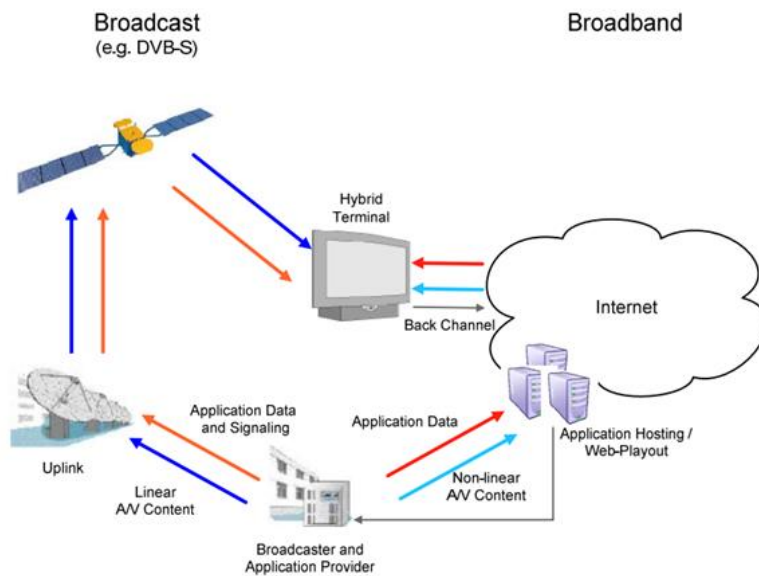 Broadcast
(e.g. DVB-S)
Broadband
Hybrid
Terminal
Internet
Back Channel
Application Data
and Signaling
Application Data
Application Hosting /
Web-Playout
Uplink
Linear
A/V Content
Non-linear
A/V Content
Broadcaster and
Application Provider